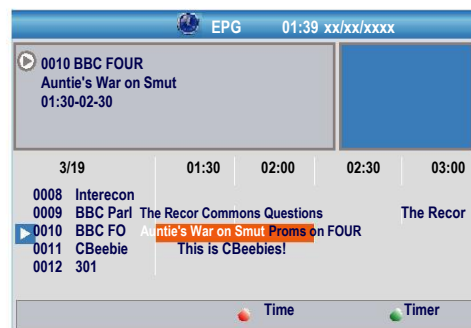 EPG 01:39 xx/xx/xxxx
0010 BBC FOUR
Auntie's War on Smut
01:30-02-30
3/19 01:30 02:00 02:30 03:00
0008 Interecon
0009 BBC Parl The Recor Commons Questions The Recor
0010 BBC FO Auntie's War on Smut Proms on FOUR
0011 CBeebie This is CBeebies!
0012 301
Time Timer